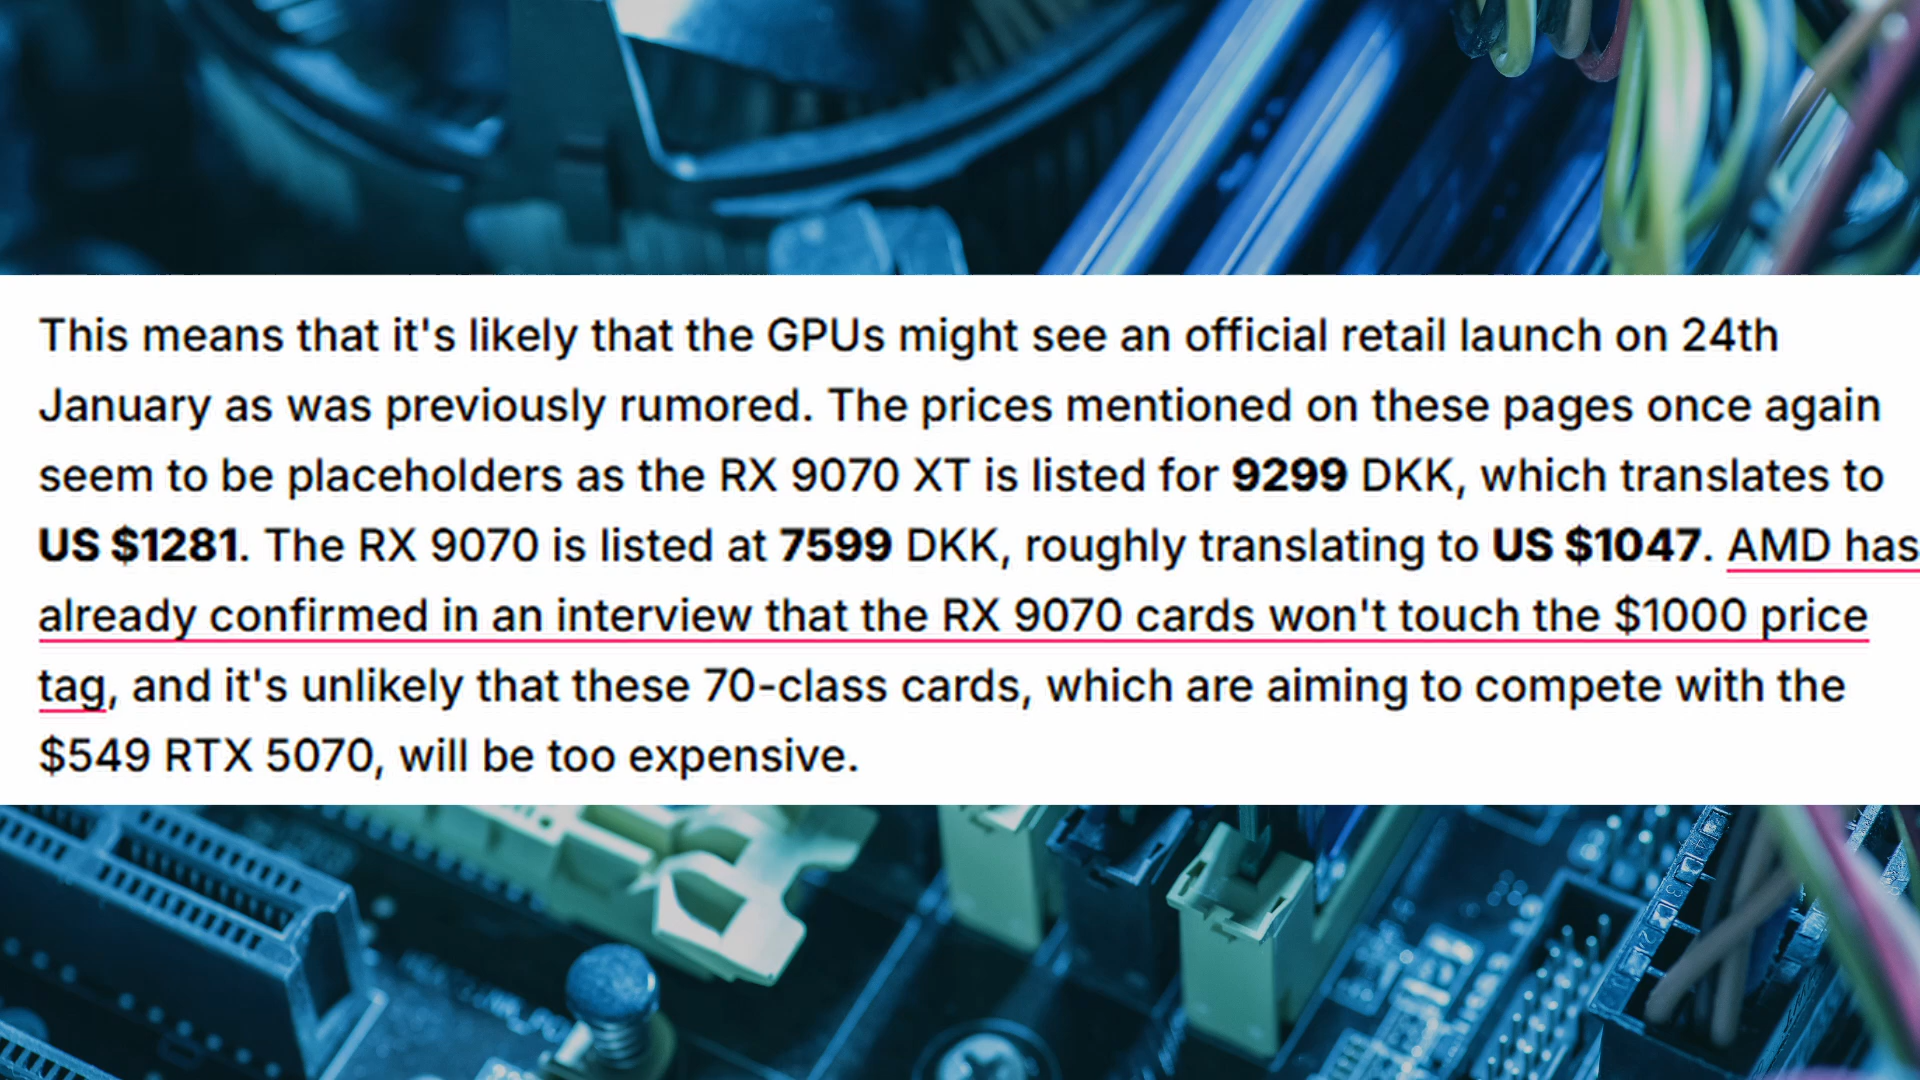 This means that it's likely that the GPUs might see an official retail launch on 24th
January as was previously rumored. The prices mentioned on these pages once again
seem to be placeholders as the RX 9070 XT is listed for 9299 DKK, which translates to
US $1281. The RX 9070 is listed at 7599 DKK, roughly translating to US $1047. AMD has
already confirmed in an interview that the RX 9070 cards won't touch the $1000 price
tag, and it's unlikely that these 70-class cards, which are aiming to compete with the
$549 RTX 5070, will be too expensive.